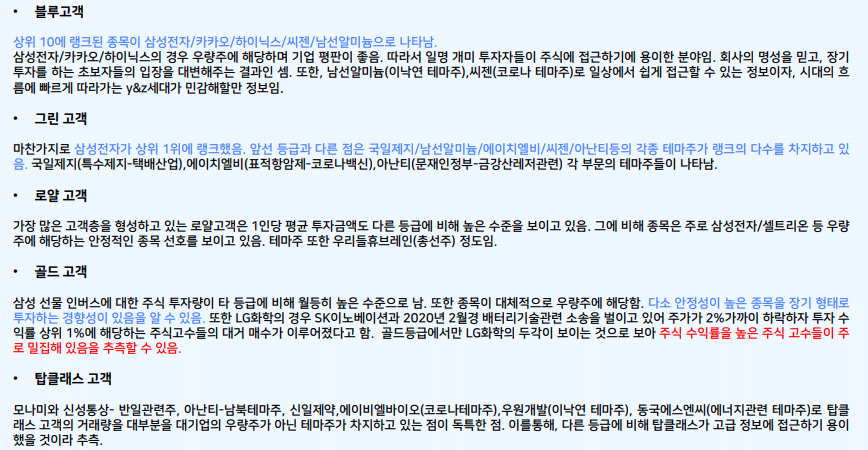 • 블루고객
상위 10에 랭크된 종목이 삼성전자/카카오/하이닉스/씨젠/남선알미늄으로 나타남.
삼성전자/카카오/하이닉스의 경우 우량주에 해당하며 기업 평판이 좋음. 따라서 일명 개미 투자자들이 주식에 접근하기에 용이한 분야임. 회사의 명성을 믿고, 장기
투자를 하는 초보자들의 입장을 대변해주는 결과인 셈. 또한, 남선알미늄(이낙연 테마주),씨젠(코로나 테마주)로 일상에서 쉽게 접근할 수 있는 정보이자, 시대의 흐
름에 빠르게 따라가는 y&z세대가 민감해할만 정보임.
• 그린 고객
마찬가지로 삼성전자가 상위 1위에 랭크했음. 앞선 등급과 다른 점은 국일제지/남선알미늄/에이치엘비/씨젠/아난티등의 각종 테마주가 랭크의 다수를 차지하고 있
음. 국일제지(특수제지-택배산업),에이치엘비(표적항암제-코로나백신),아난티(문재인정부-금강산레저관련) 각 부문의 테마주들이 나타남.
• 로얄 고객
가장 많은 고객층을 형성하고 있는 로얄고객은 1인당 평균 투자금액도 다른 등급에 비해 높은 수준을 보이고 있음. 그에 비해 종목은 주로 삼성전자/셀트리온 등 우량
주에 해당하는 안정적인 종목 선호를 보이고 있음. 테마주 또한 우리들휴브레인(총선주) 정도임.
• 골드 고객
삼성 선물 인버스에 대한 주식 투자량이 타 등급에 비해 월등히 높은 수준으로 남. 또한 종목이 대체적으로 우량주에 해당함. 다소 안정성이 높은 종목을 장기 형태로
투자하는 경향성이 있음을 알 수 있음. 또한 LG화학의 경우 SK이노베이션과 2020년 2월경 배터리기술관련 소송을 벌이고 있어 주가가 2%가까이 하락하자 투자 수
익률 상위 1%에 해당하는 주식고수들의 대거 매수가 이루어졌다고 함. 골드등급에서만 LG화학의 두각이 보이는 것으로 보아 주식 수익률을 높은 주식 고수들이 주
로 밀집해 있음을 추측할 수 있음.
• 탑클래스 고객
모나미와 신성통상- 반일관련주, 아난티-남북테마주, 신일제약,에이비엘바이오(코로나테마주),우원개발(이낙연 테마주), 동국에스엔씨(에너지관련 테마주)로 탑클
래스 고객의 거래량을 대부분을 대기업의 우량주가 아닌 테마주가 차지하고 있는 점이 독특한 점. 이를통해, 다른 등급에 비해 탑클래스가 고급 정보에 접근하기 용이
했을 것이라 추측.